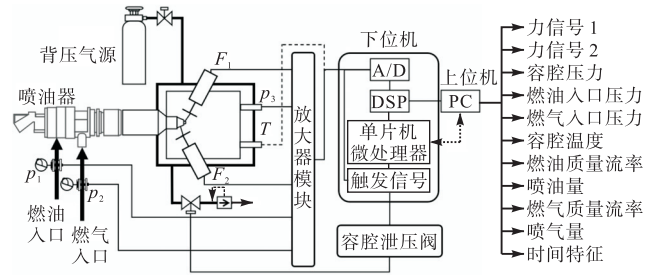 背压气源
喷油器
F1
F2
p3
T
p1
p2
燃油
入口
燃气
入口
放大器模块
下位机
A/D
DSP
单片机
微处理器
触发信号
容腔泄压阀
上位机
PC
力信号1
力信号2
容腔压力
燃油入口压力
燃气入口压力
容腔温度
燃油质量流率
喷油量
燃气质量流率
喷气量
时间特征